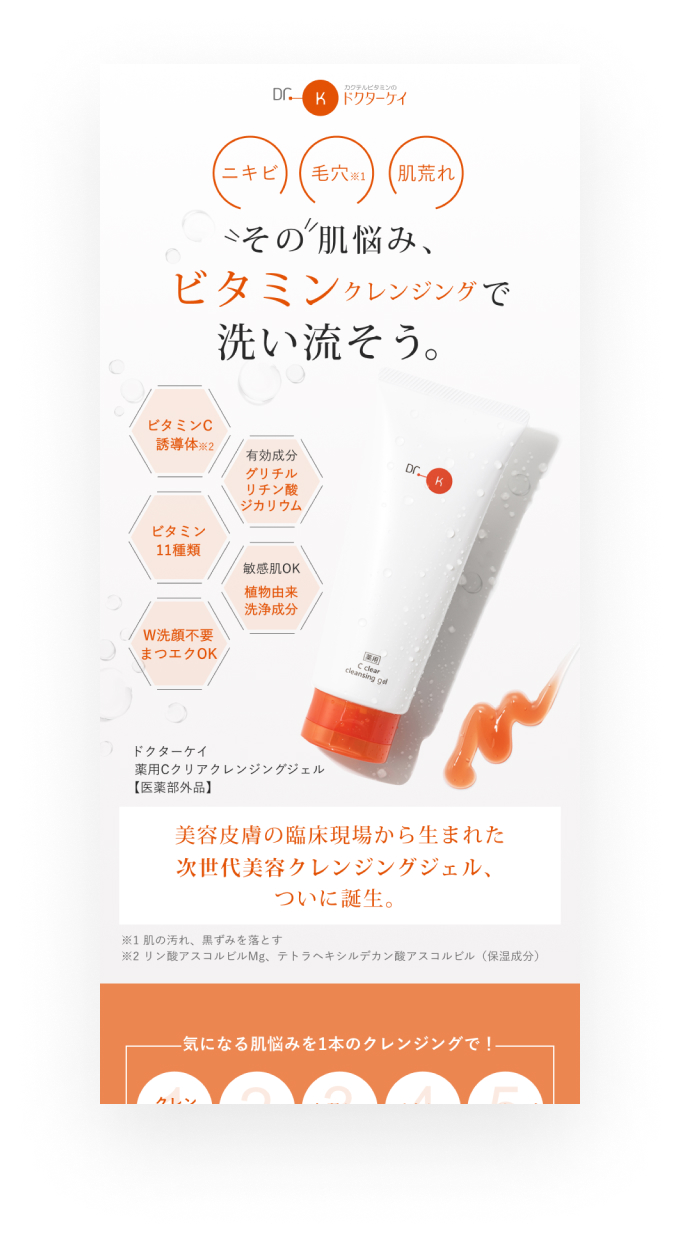 Dr. K
カクテルビタミンの
ドクターケイ
ニキビ
毛穴※1
肌荒れ
その肌悩み、
ビタミンクレンジングで
洗い流そう。
ビタミンC
誘導体※2
有効成分
グリチル
リチン酸
ジカリウム
ビタミン
11種類
敏感肌OK
植物由来
洗浄成分
W洗顔不要
まつエクOK
Dr. K
薬用
C clear
cleansing gel
ドクターケイ
薬用Cクリアクレンジングジェル
【医薬部外品】
美容皮膚の臨床現場から生まれた
次世代美容クレンジングジェル、
ついに誕生。
※1 肌の汚れ、黒ずみを落とす
※2 リン酸アスコルビルMg、テトラヘキシルデカン酸アスコルビル（保湿成分）
気になる肌悩みを1本のクレンジングで！
1 2 3 4 5
クレン